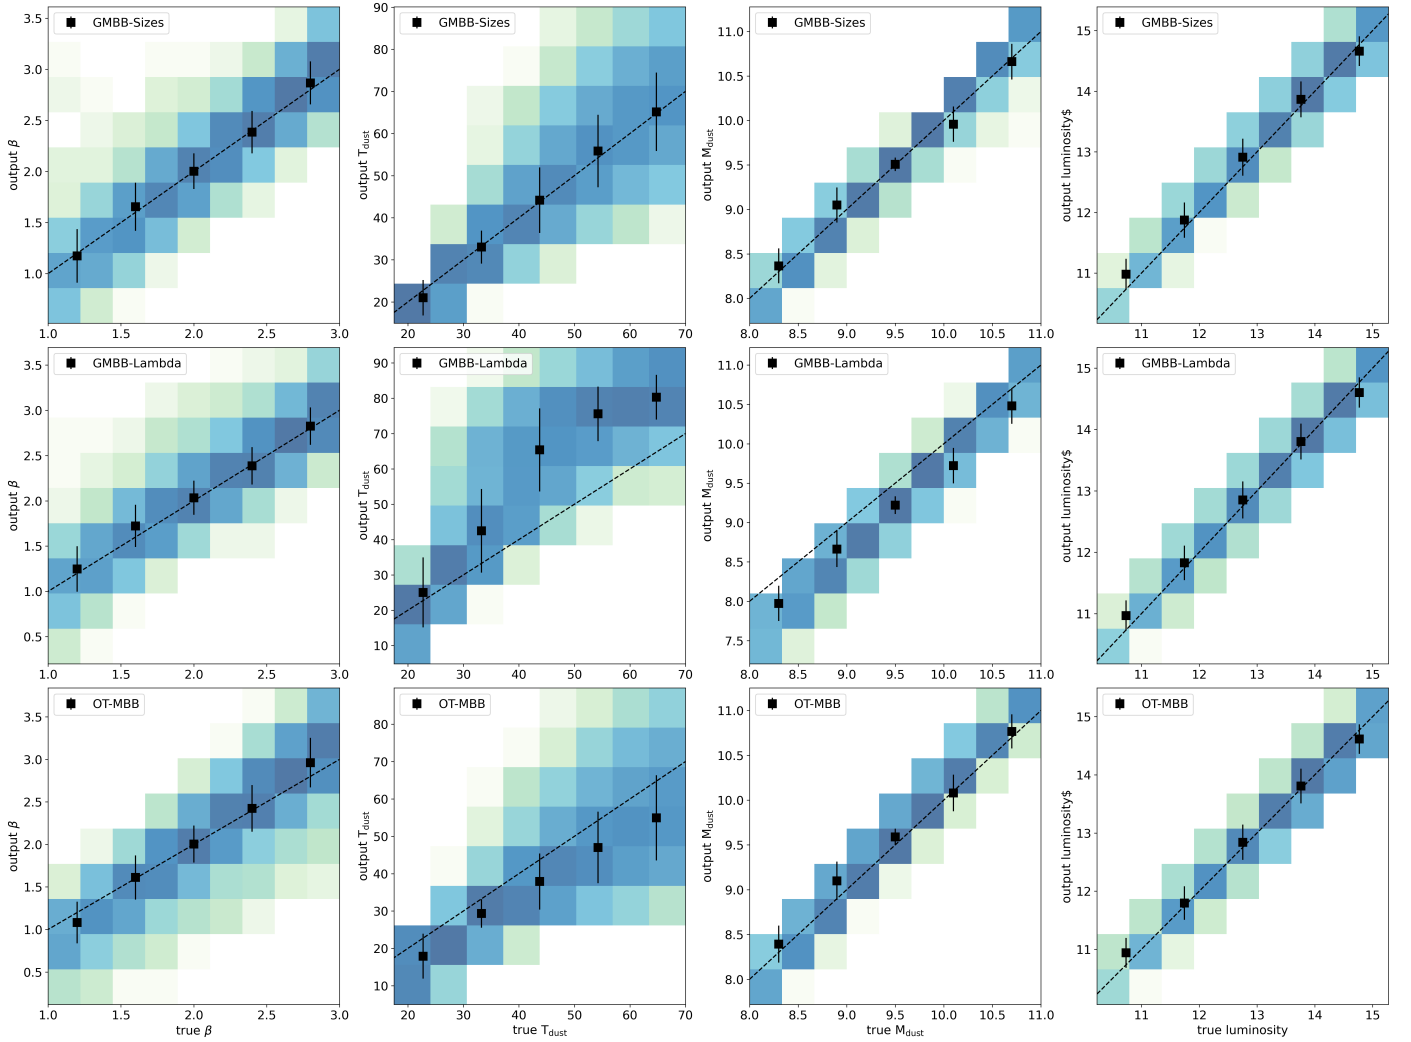 GMBB-Sizes
output β
3.5
3.0
2.5
2.0
1.5
1.0
1.0 1.5 2.0 2.5 3.0
GMBB-Sizes
output T_dust
90
80
70
60
50
40
30
20
20 30 40 50 60 70
GMBB-Sizes
output M_dust
11.0
10.5
10.0
9.5
9.0
8.5
8.0
8.0 8.5 9.0 9.5 10.0 10.5 11.0
GMBB-Sizes
output luminosity$
15
14
13
12
11
11 12 13 14 15
GMBB-Lambda
output β
3.5
3.0
2.5
2.0
1.5
1.0
0.5
1.0 1.5 2.0 2.5 3.0
GMBB-Lambda
output T_dust
90
80
70
60
50
40
30
20
10
20 30 40 50 60 70
GMBB-Lambda
output M_dust
11.0
10.5
10.0
9.5
9.0
8.5
8.0
7.5
8.0 8.5 9.0 9.5 10.0 10.5 11.0
GMBB-Lambda
output luminosity$
15
14
13
12
11
11 12 13 14 15
OT-MBB
output β
3.5
3.0
2.5
2.0
1.5
1.0
0.5
1.0 1.5 2.0 2.5 3.0
true β
OT-MBB
output T_dust
80
70
60
50
40
30
20
10
20 30 40 50 60 70
true T_dust
OT-MBB
output M_dust
11.0
10.5
10.0
9.5
9.0
8.5
8.0
8.0 8.5 9.0 9.5 10.0 10.5 11.0
true M_dust
OT-MBB
output luminosity$
15
14
13
12
11
11 12 13 14 15
true luminosity